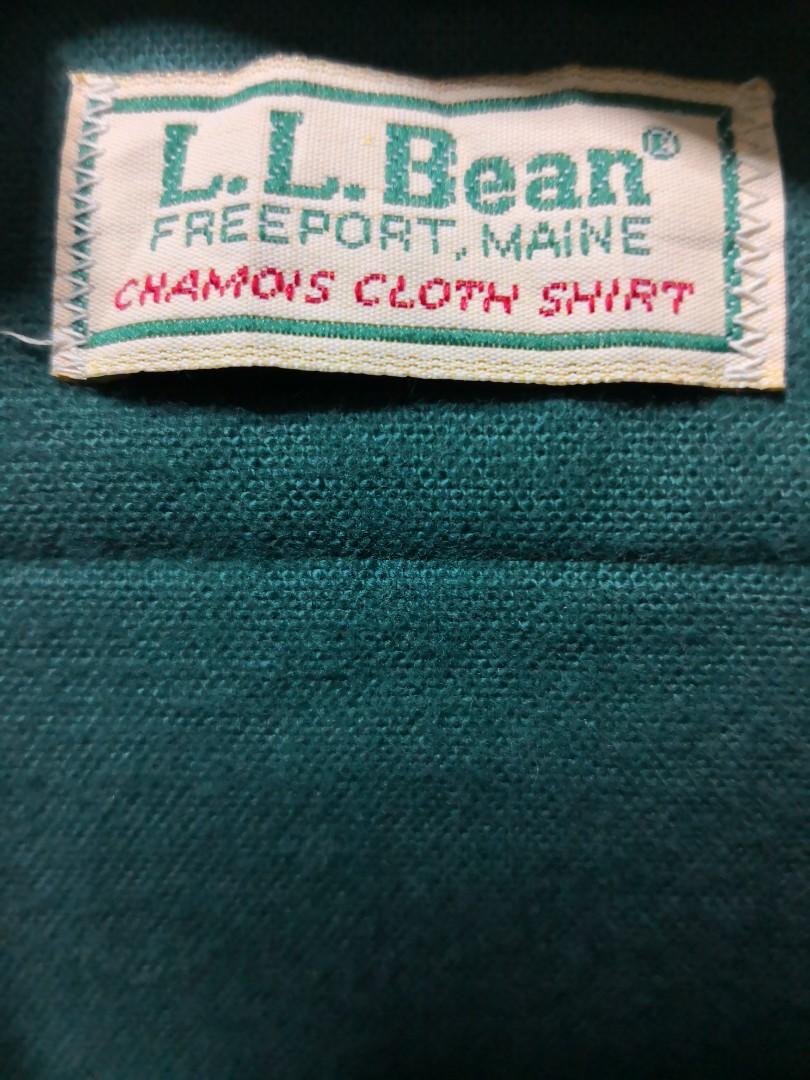 L.L.Bean®
FREEPORT, MAINE
CHAMOIS CLOTH SHIRT